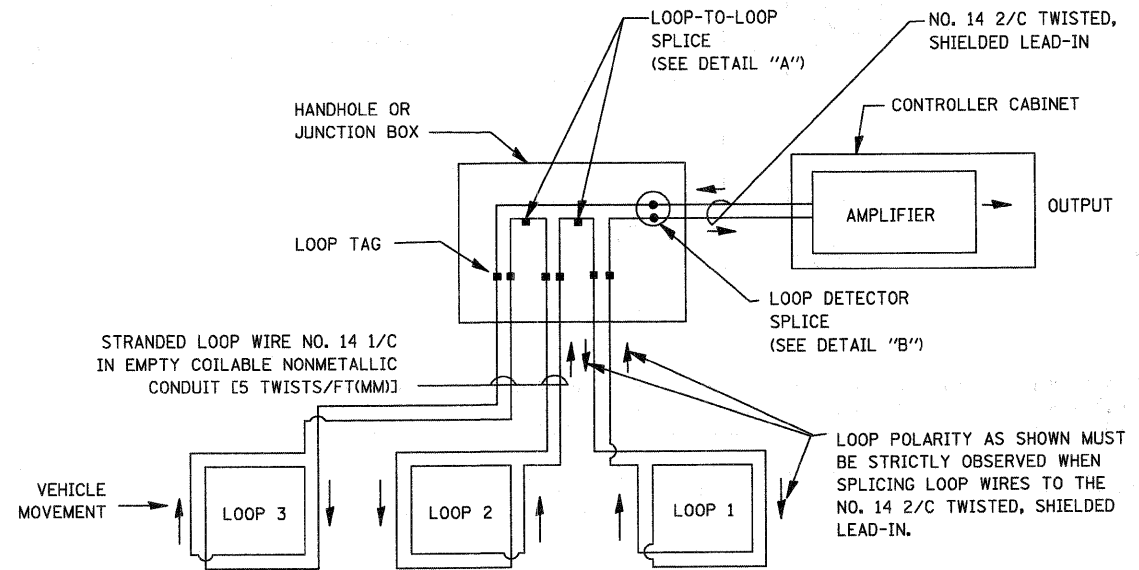 LOOP-TO-LOOP
SPLICE
(SEE DETAIL "A")
NO. 14 2/C TWISTED,
SHIELDED LEAD-IN
HANDHOLE OR
JUNCTION BOX
CONTROLLER CABINET
AMPLIFIER
OUTPUT
LOOP TAG
LOOP DETECTOR
SPLICE
(SEE DETAIL "B")
STRANDED LOOP WIRE NO. 14 1/C
IN EMPTY COILABLE NONMETALLIC
CONDUIT [5 TWISTS/FT(MM)]
LOOP POLARITY AS SHOWN MUST
BE STRICTLY OBSERVED WHEN
SPLICING LOOP WIRES TO THE
NO. 14 2/C TWISTED, SHIELDED
LEAD-IN.
VEHICLE
MOVEMENT
LOOP 3
LOOP 2
LOOP 1